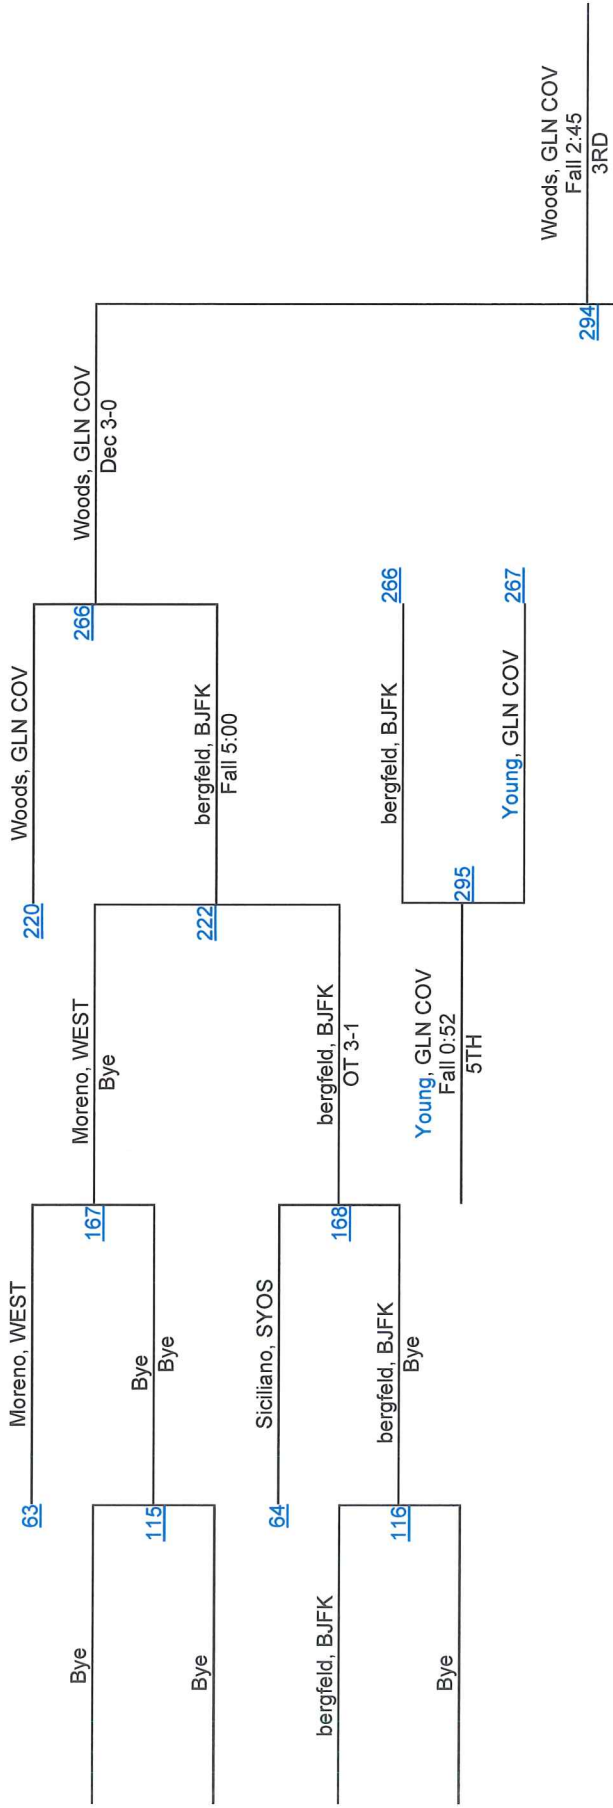 Bye
Bye
bergfeld, BJFK
Bye
63
Moreno, WEST
115
Bye
Bye
64
Siciliano, SYOS
116
bergfeld, BJFK
Bye
167
Moreno, WEST
Bye
168
bergfeld, BJFK
OT 3-1
Young, GLN COV
Fall 0:52
5TH
220
Woods, GLN COV
222
bergfeld, BJFK
Fall 5:00
295
bergfeld, BJFK
266
Young, GLN COV
267
266
Woods, GLN COV
Dec 3-0
294
Woods, GLN COV
Fall 2:45
3RD